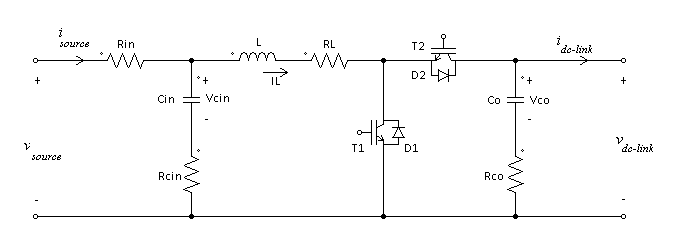 i source
Rin
L
RL
T2
i dc-link
IL
D2
+
+
+
+
Cin
Vcin
Co
Vco
-
-
T1
D1
v source
v dc-link
Rcin
Rco
-
-